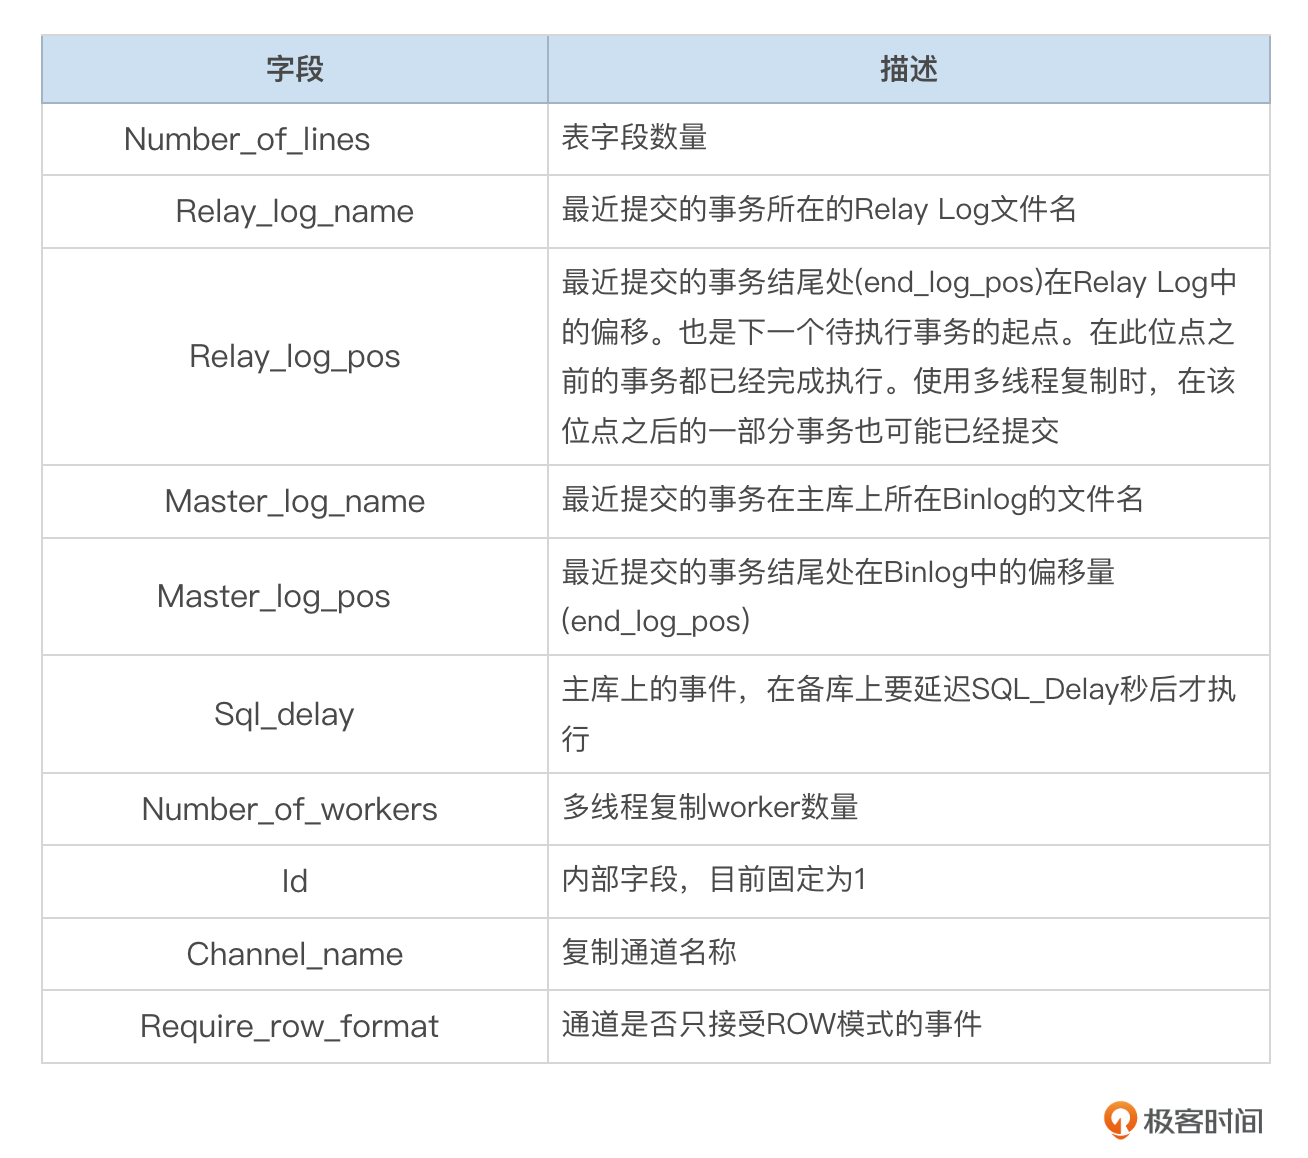 字段
描述
Number_of_lines
表字段数量
Relay_log_name
最近提交的事务所在的Relay Log文件名
Relay_log_pos
最近提交的事务结尾处(end_log_pos)在Relay Log中
的偏移。也是下一个待执行事务的起点。在此位点之
前的事务都已经完成执行。使用多线程复制时，在该
位点之后的一部分事务也可能已经提交
Master_log_name
最近提交的事务在主库上所在Binlog的文件名
Master_log_pos
最近提交的事务结尾处在Binlog中的偏移量
(end_log_pos)
Sql_delay
主库上的事件，在备库上要延迟SQL_Delay秒后才执
行
Number_of_workers
多线程复制worker数量
Id
内部字段，目前固定为1
Channel_name
复制通道名称
Require_row_format
通道是否只接受ROW模式的事件
极客时间